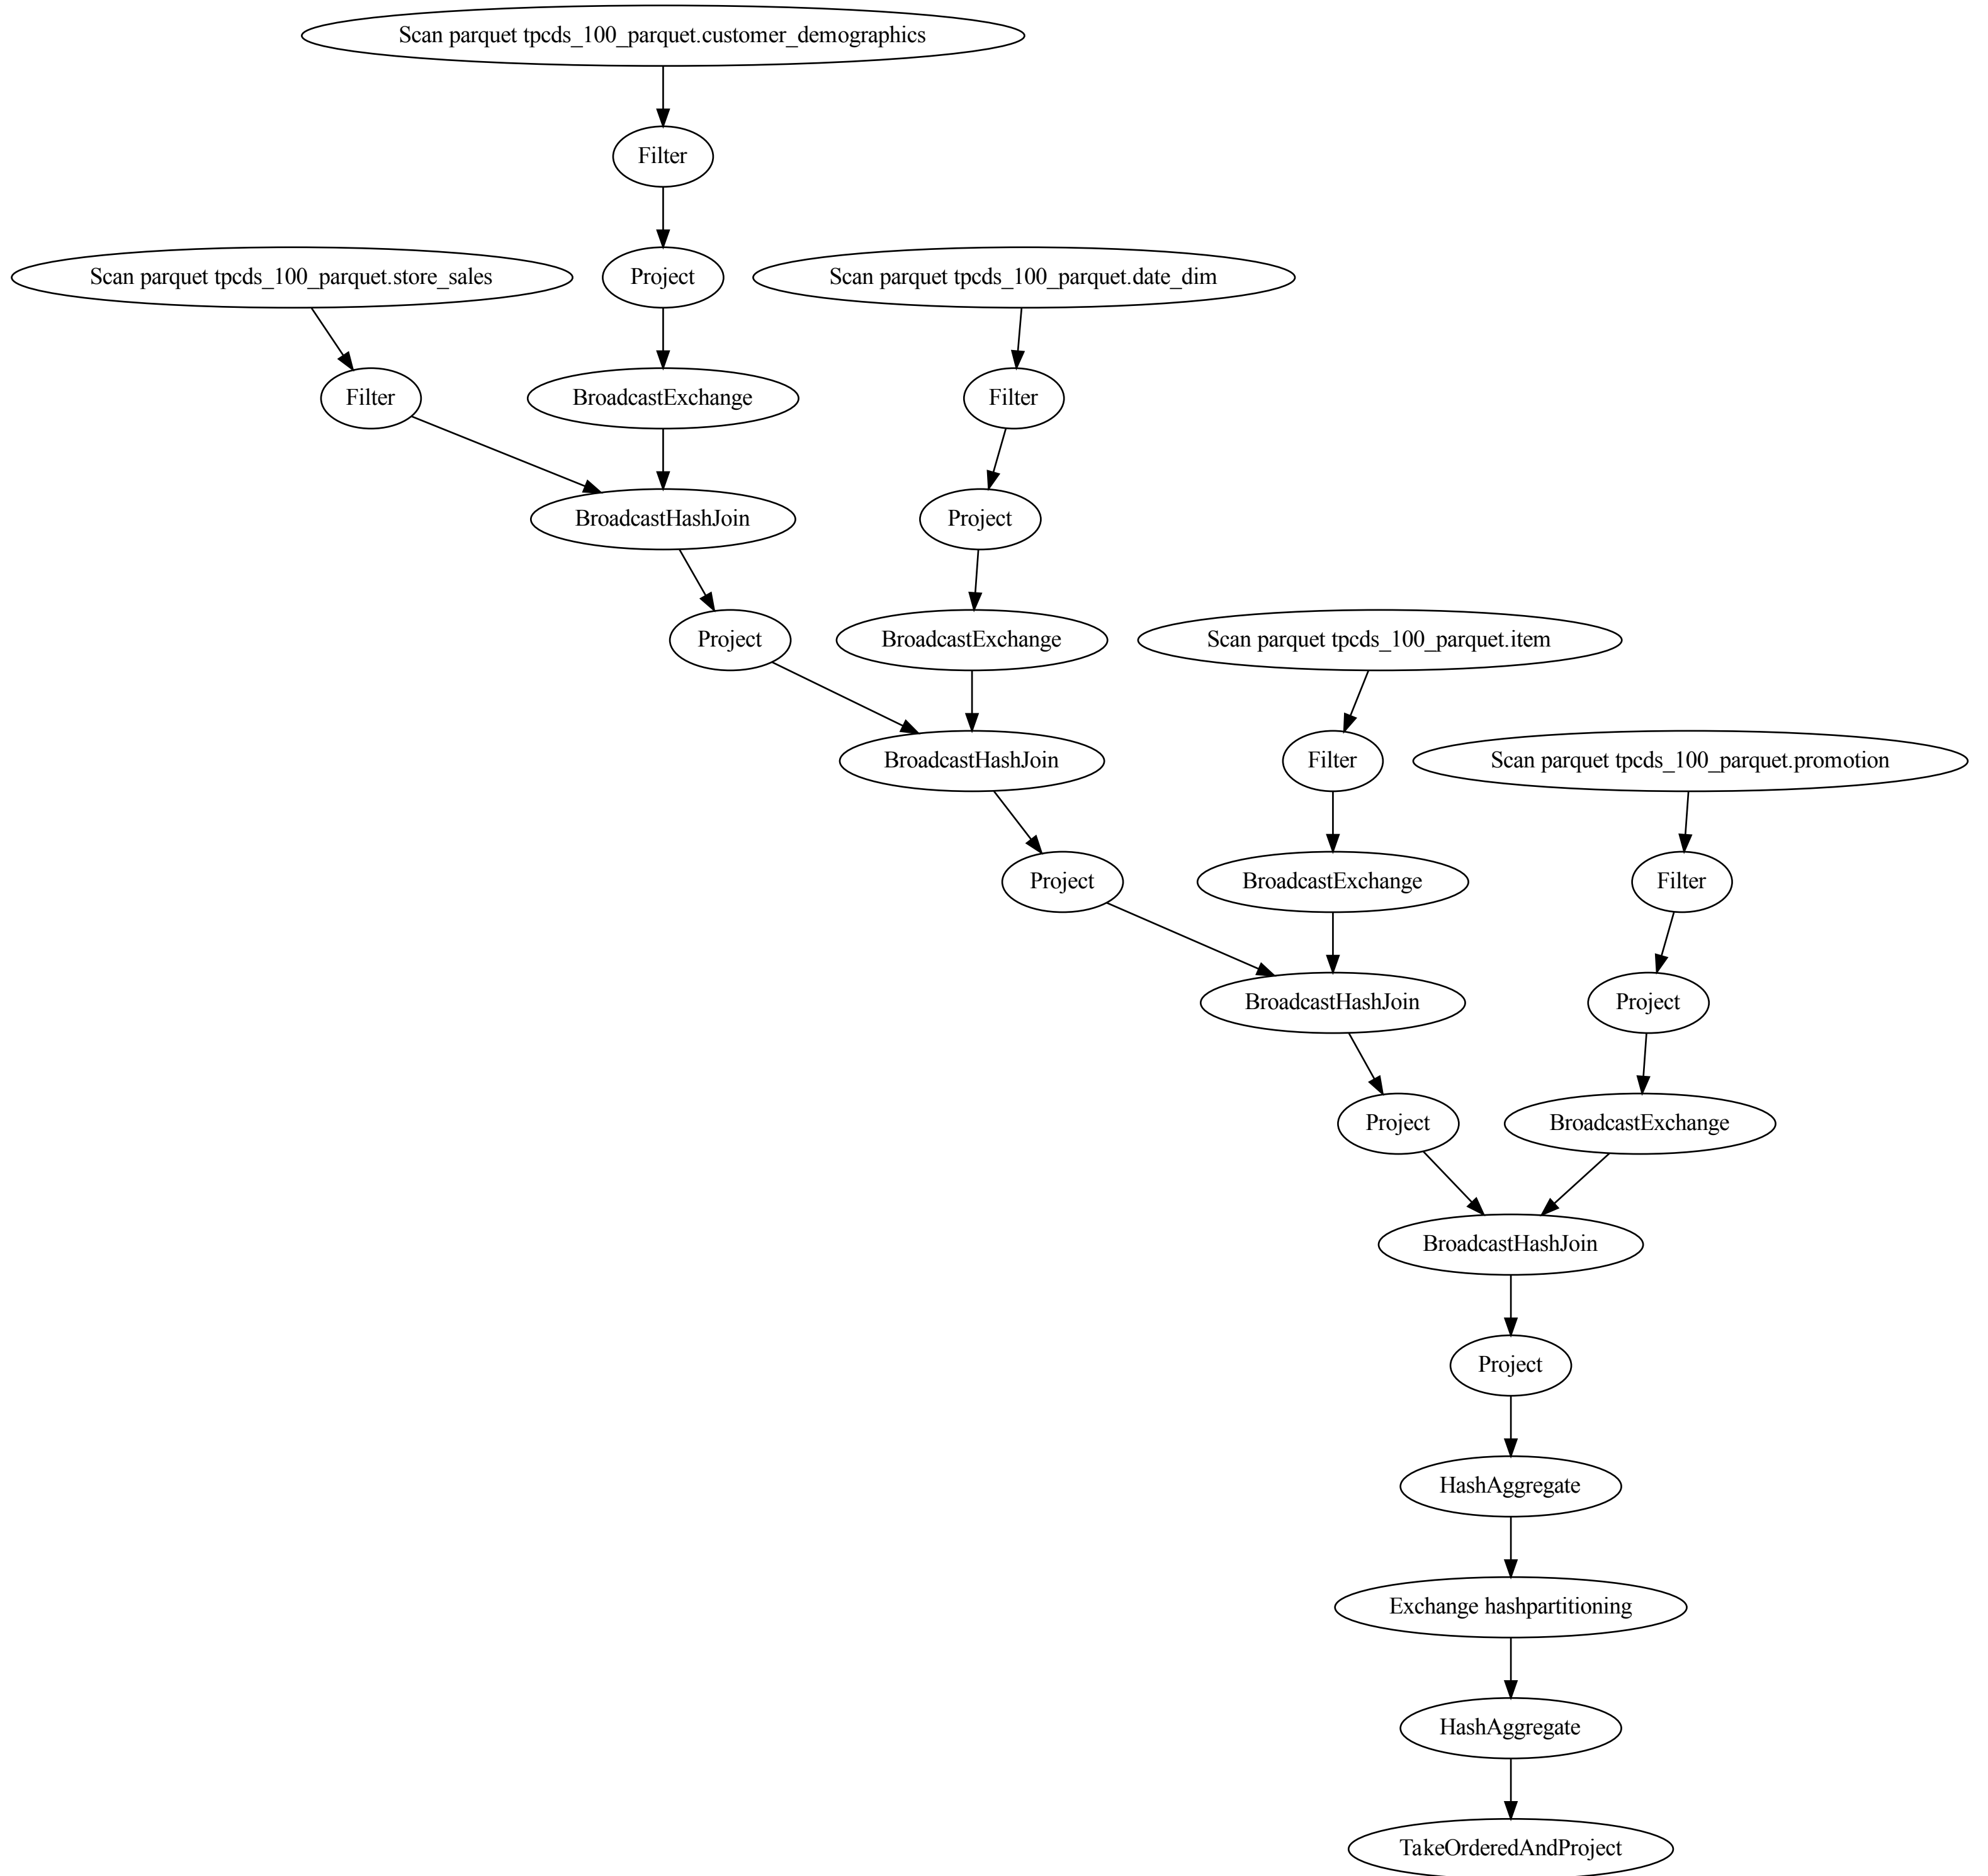 Scan parquet tpcds_100_parquet.customer_demographics
Filter
Scan parquet tpcds_100_parquet.store_sales
Project
Scan parquet tpcds_100_parquet.date_dim
Filter
BroadcastExchange
Filter
BroadcastHashJoin
Project
Project
BroadcastExchange
Scan parquet tpcds_100_parquet.item
BroadcastHashJoin
Filter
Scan parquet tpcds_100_parquet.promotion
Project
BroadcastExchange
Filter
BroadcastHashJoin
Project
Project
BroadcastExchange
BroadcastHashJoin
Project
HashAggregate
Exchange hashpartitioning
HashAggregate
TakeOrderedAndProject